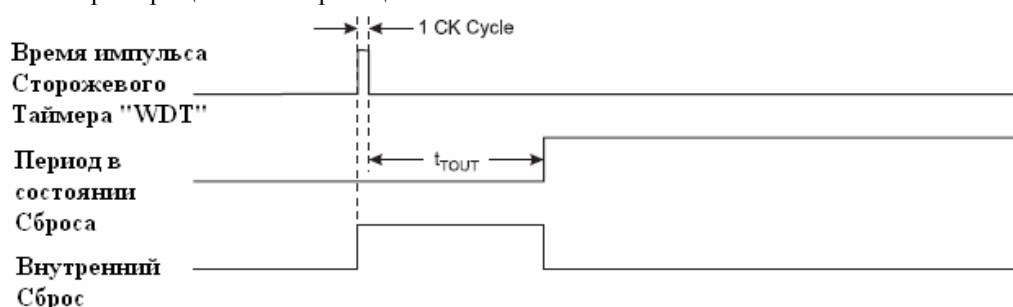 1 CK Cycle
Время импульса
Сторожевого
Таймера "WDT"
Период в
состоянии
Сброса
tTOUT
Внутренний
Сброс